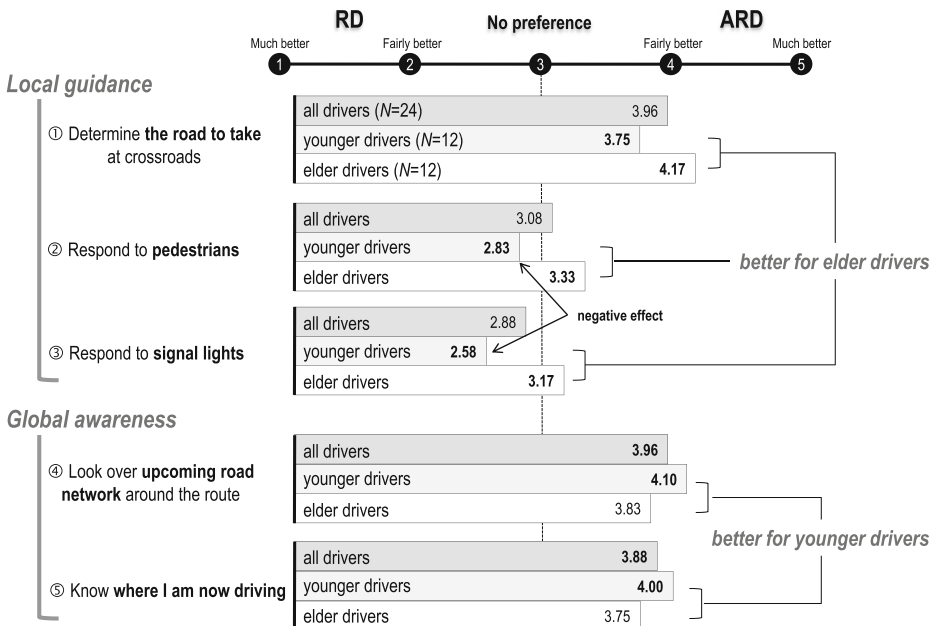 RD No preference ARD
Much better Fairly better Fairly better Much better
1 2 3 4 5
Local guidance
① Determine the road to take
at crossroads
all drivers (N=24) 3.96
younger drivers (N=12) 3.75
elder drivers (N=12) 4.17
② Respond to pedestrians
all drivers 3.08
younger drivers 2.83
elder drivers 3.33
better for elder drivers
negative effect
③ Respond to signal lights
all drivers 2.88
younger drivers 2.58
elder drivers 3.17
Global awareness
④ Look over upcoming road
network around the route
all drivers 3.96
younger drivers 4.10
elder drivers 3.83
better for younger drivers
⑤ Know where I am now driving
all drivers 3.88
younger drivers 4.00
elder drivers 3.75